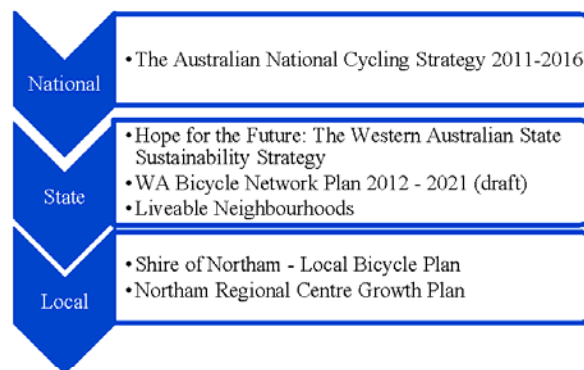 National
•The Australian National Cycling Strategy 2011-2016
State
•Hope for the Future: The Western Australian State
Sustainability Strategy
•WA Bicycle Network Plan 2012 - 2021 (draft)
•Liveable Neighbourhoods
Local
•Shire of Northam - Local Bicycle Plan
•Northam Regional Centre Growth Plan